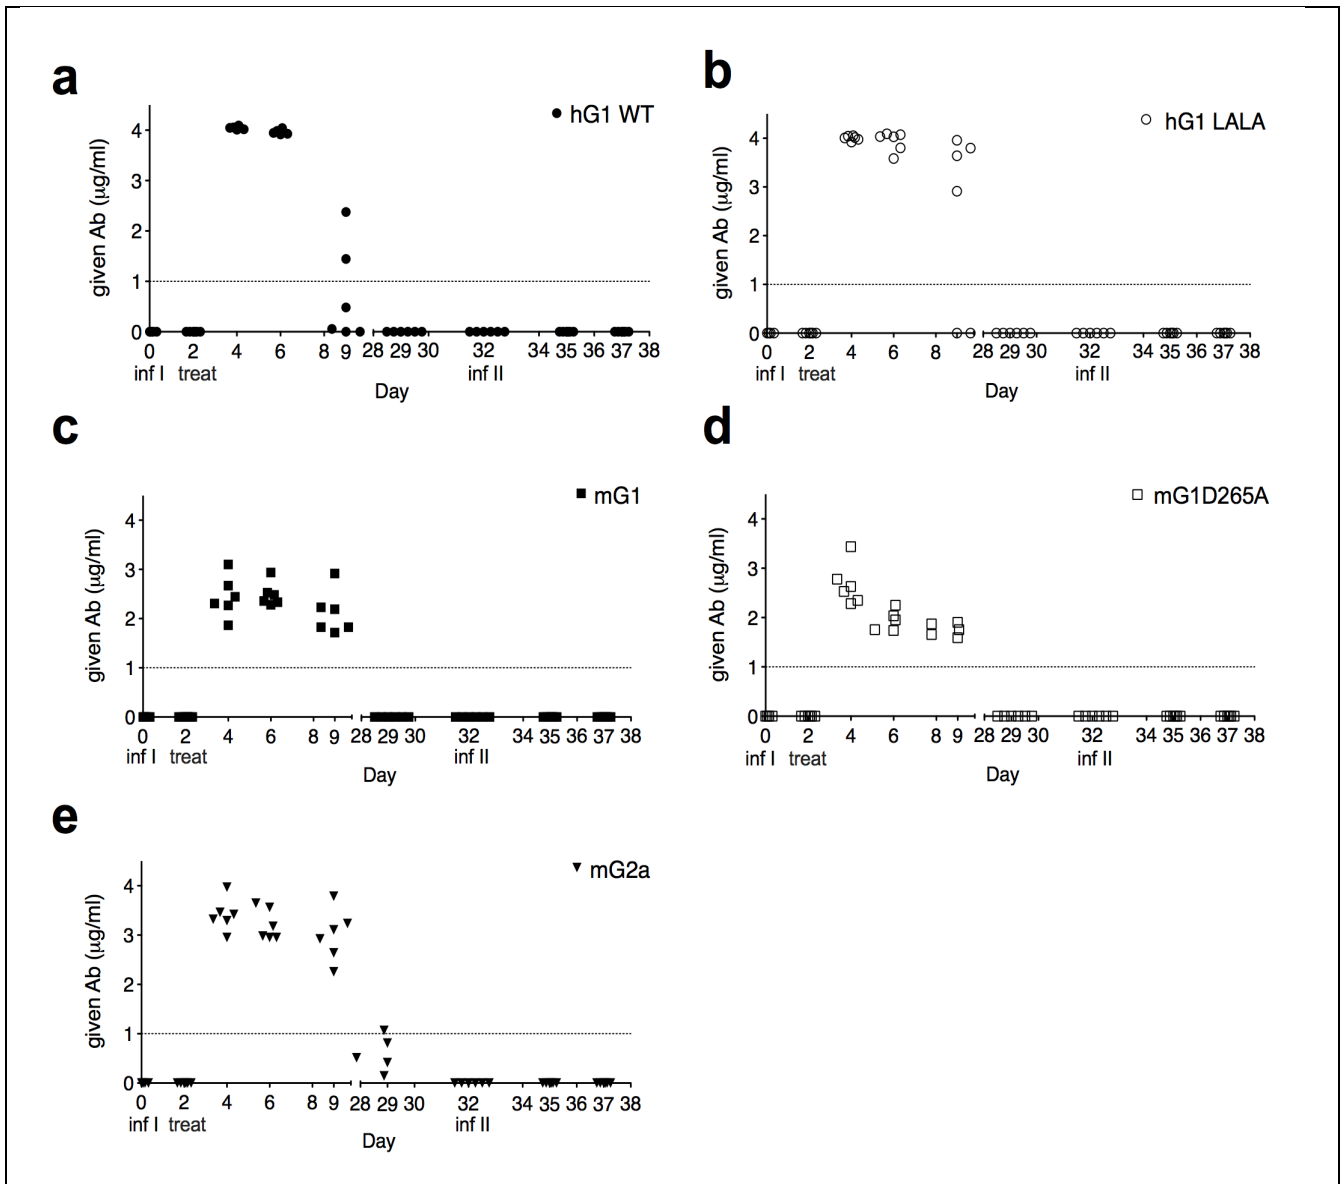 a
hG1 WT
given Ab (μg/ml)
4
3
2
1
0
0 2 4 6 8 9 28 29 30 32 34 35 36 37 38
inf I treat inf II
Day
b
hG1 LALA
given Ab (μg/ml)
4
3
2
1
0
0 2 4 6 8 28 29 30 32 34 35 36 37 38
inf I treat inf II
Day
c
mG1
given Ab (μg/ml)
4
3
2
1
0
0 2 4 6 8 9 28 29 30 32 34 35 36 37 38
inf I treat inf II
Day
d
mG1D265A
given Ab (μg/ml)
4
3
2
1
0
0 2 4 6 8 9 28 29 30 32 34 35 36 37 38
inf I treat inf II
Day
e
mG2a
given Ab (μg/ml)
4
3
2
1
0
0 2 4 6 8 9 28 29 30 32 34 35 36 37 38
inf I treat inf II
Day